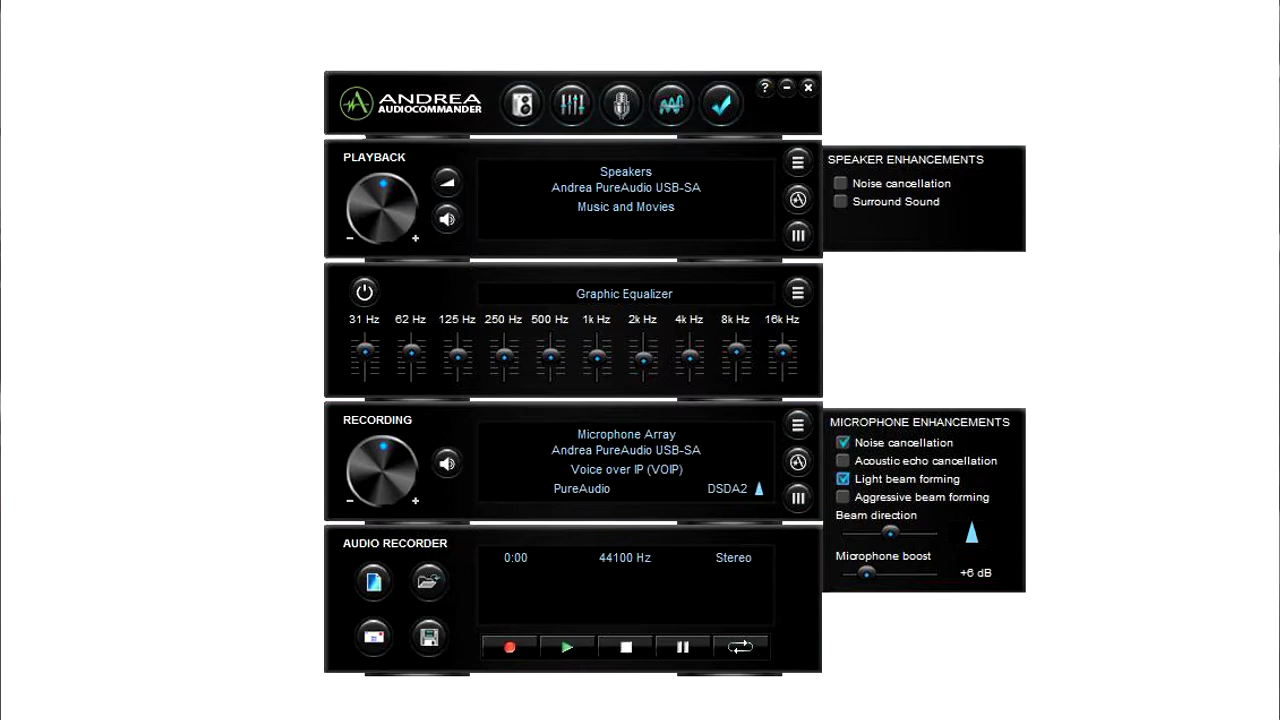 ANDREA
AUDIOCOMMANDER
?
PLAYBACK
Speakers
Andrea PureAudio USB-SA
Music and Movies
- +
SPEAKER ENHANCEMENTS
Noise cancellation
Surround Sound
Graphic Equalizer
31 Hz 62 Hz 125 Hz 250 Hz 500 Hz 1k Hz 2k Hz 4k Hz 8k Hz 16k Hz
RECORDING
Microphone Array
Andrea PureAudio USB-SA
Voice over IP (VOIP)
PureAudio DSDA2
- +
MICROPHONE ENHANCEMENTS
Noise cancellation
Acoustic echo cancellation
Light beam forming
Aggressive beam forming
Beam direction
Microphone boost
+6 dB
AUDIO RECORDER
0:00 44100 Hz Stereo